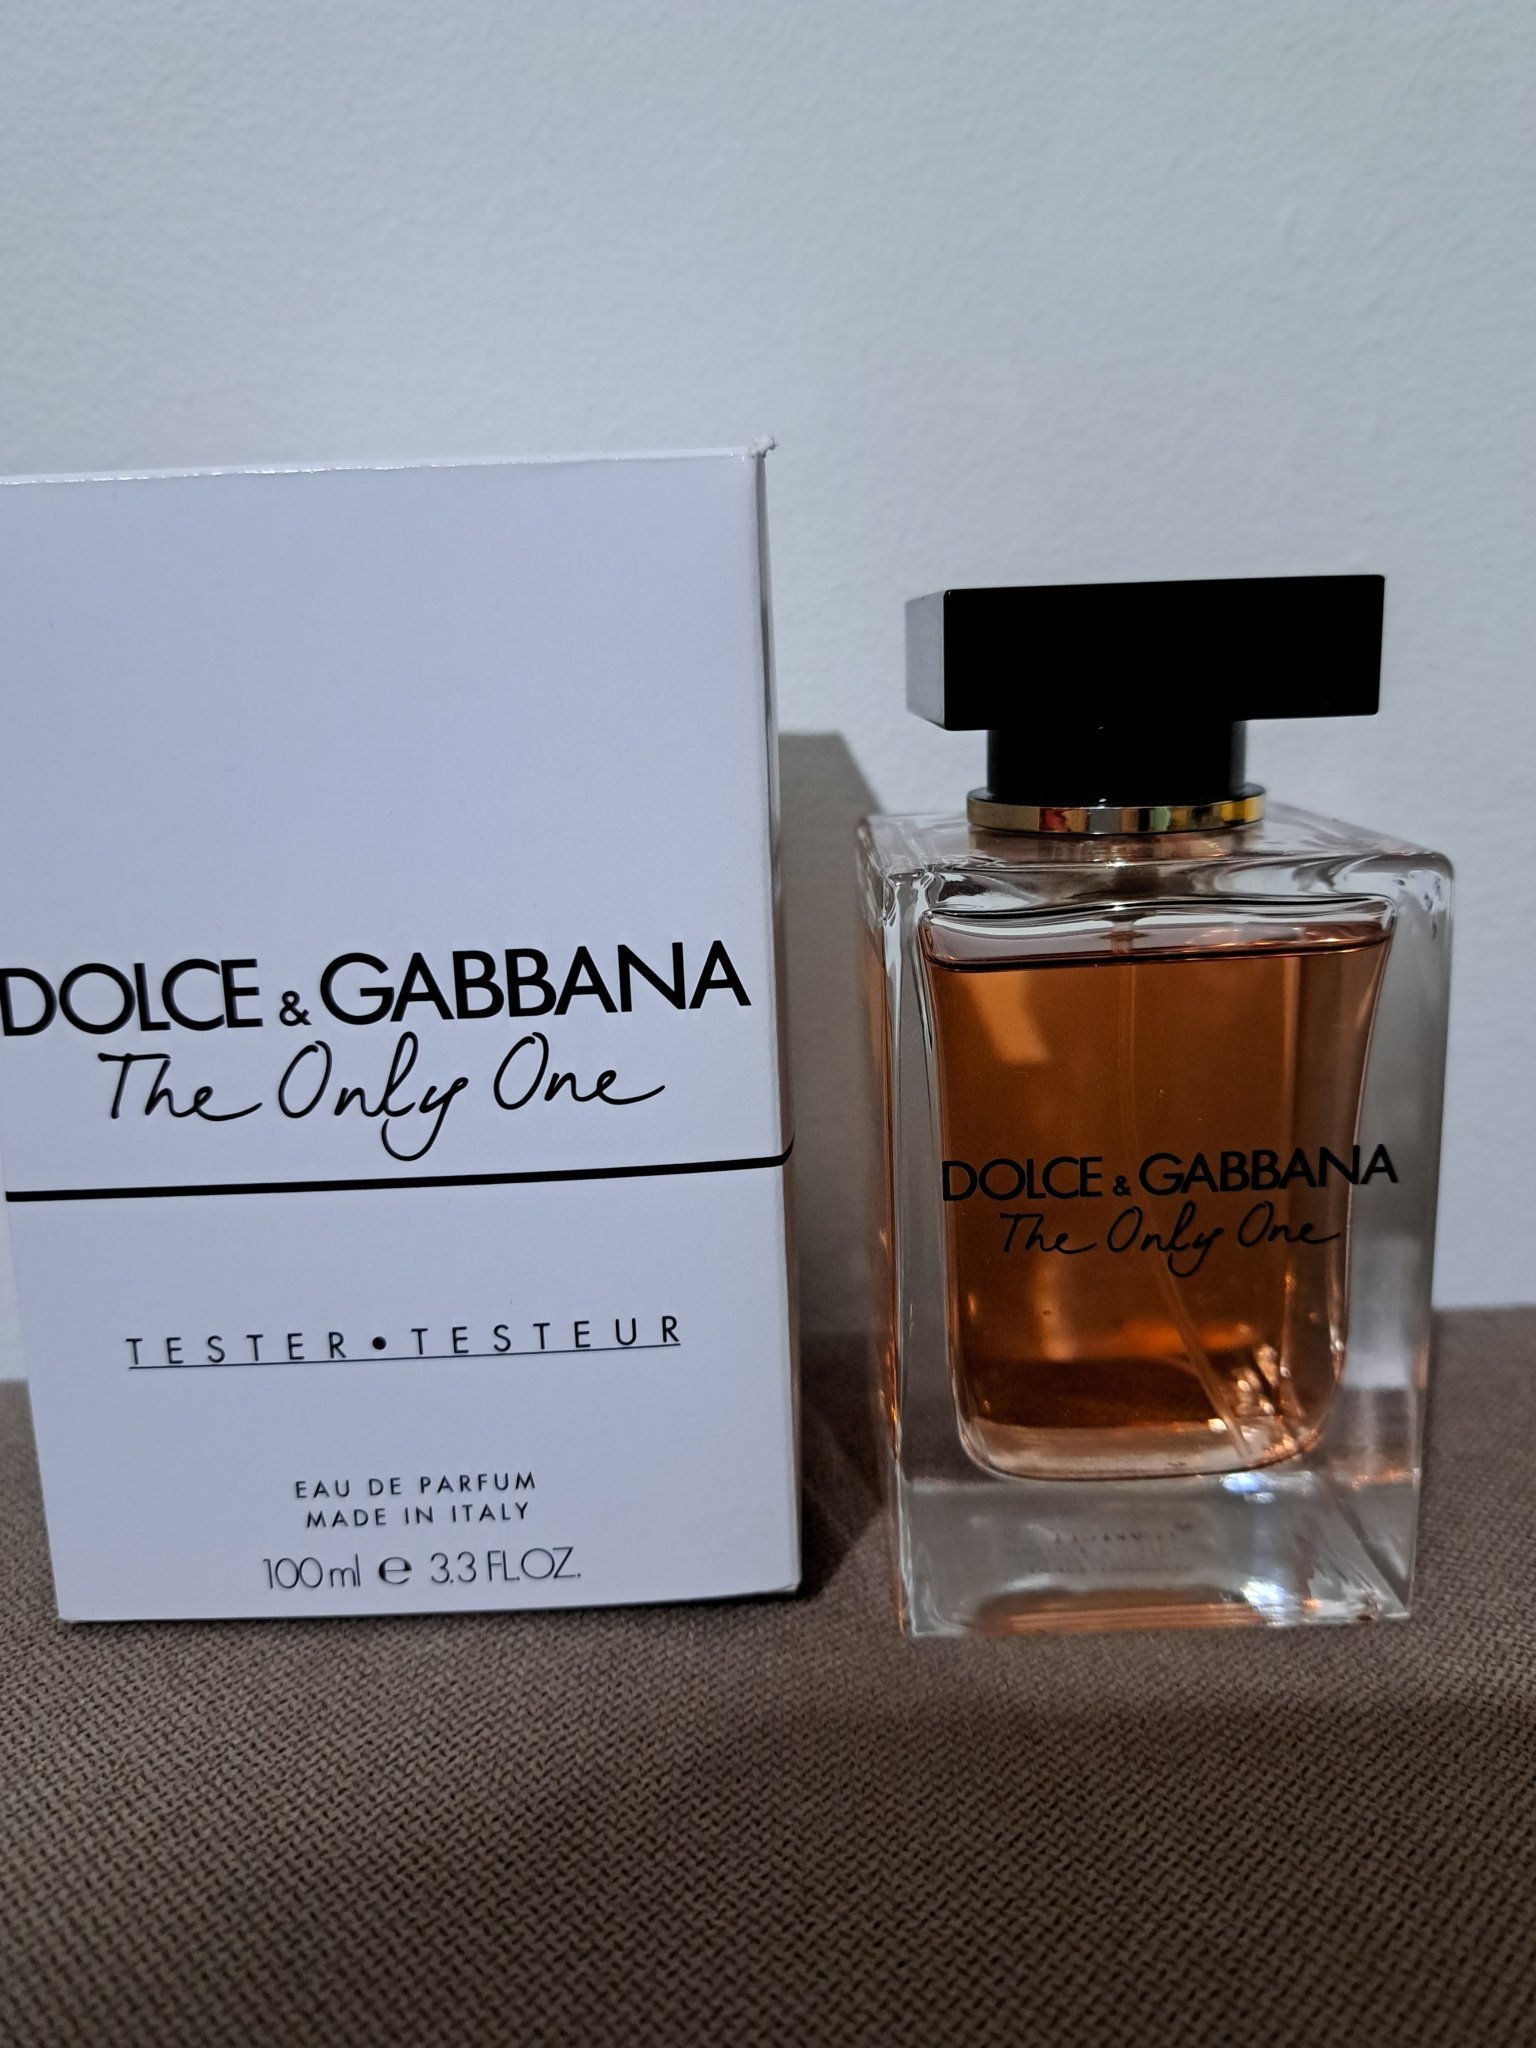 DOLCE & GABBANA
The Only One
TESTER • TESTEUR
EAU DE PARFUM
MADE IN ITALY
100ml ℮ 3.3 FL.OZ.
DOLCE & GABBANA
The Only One